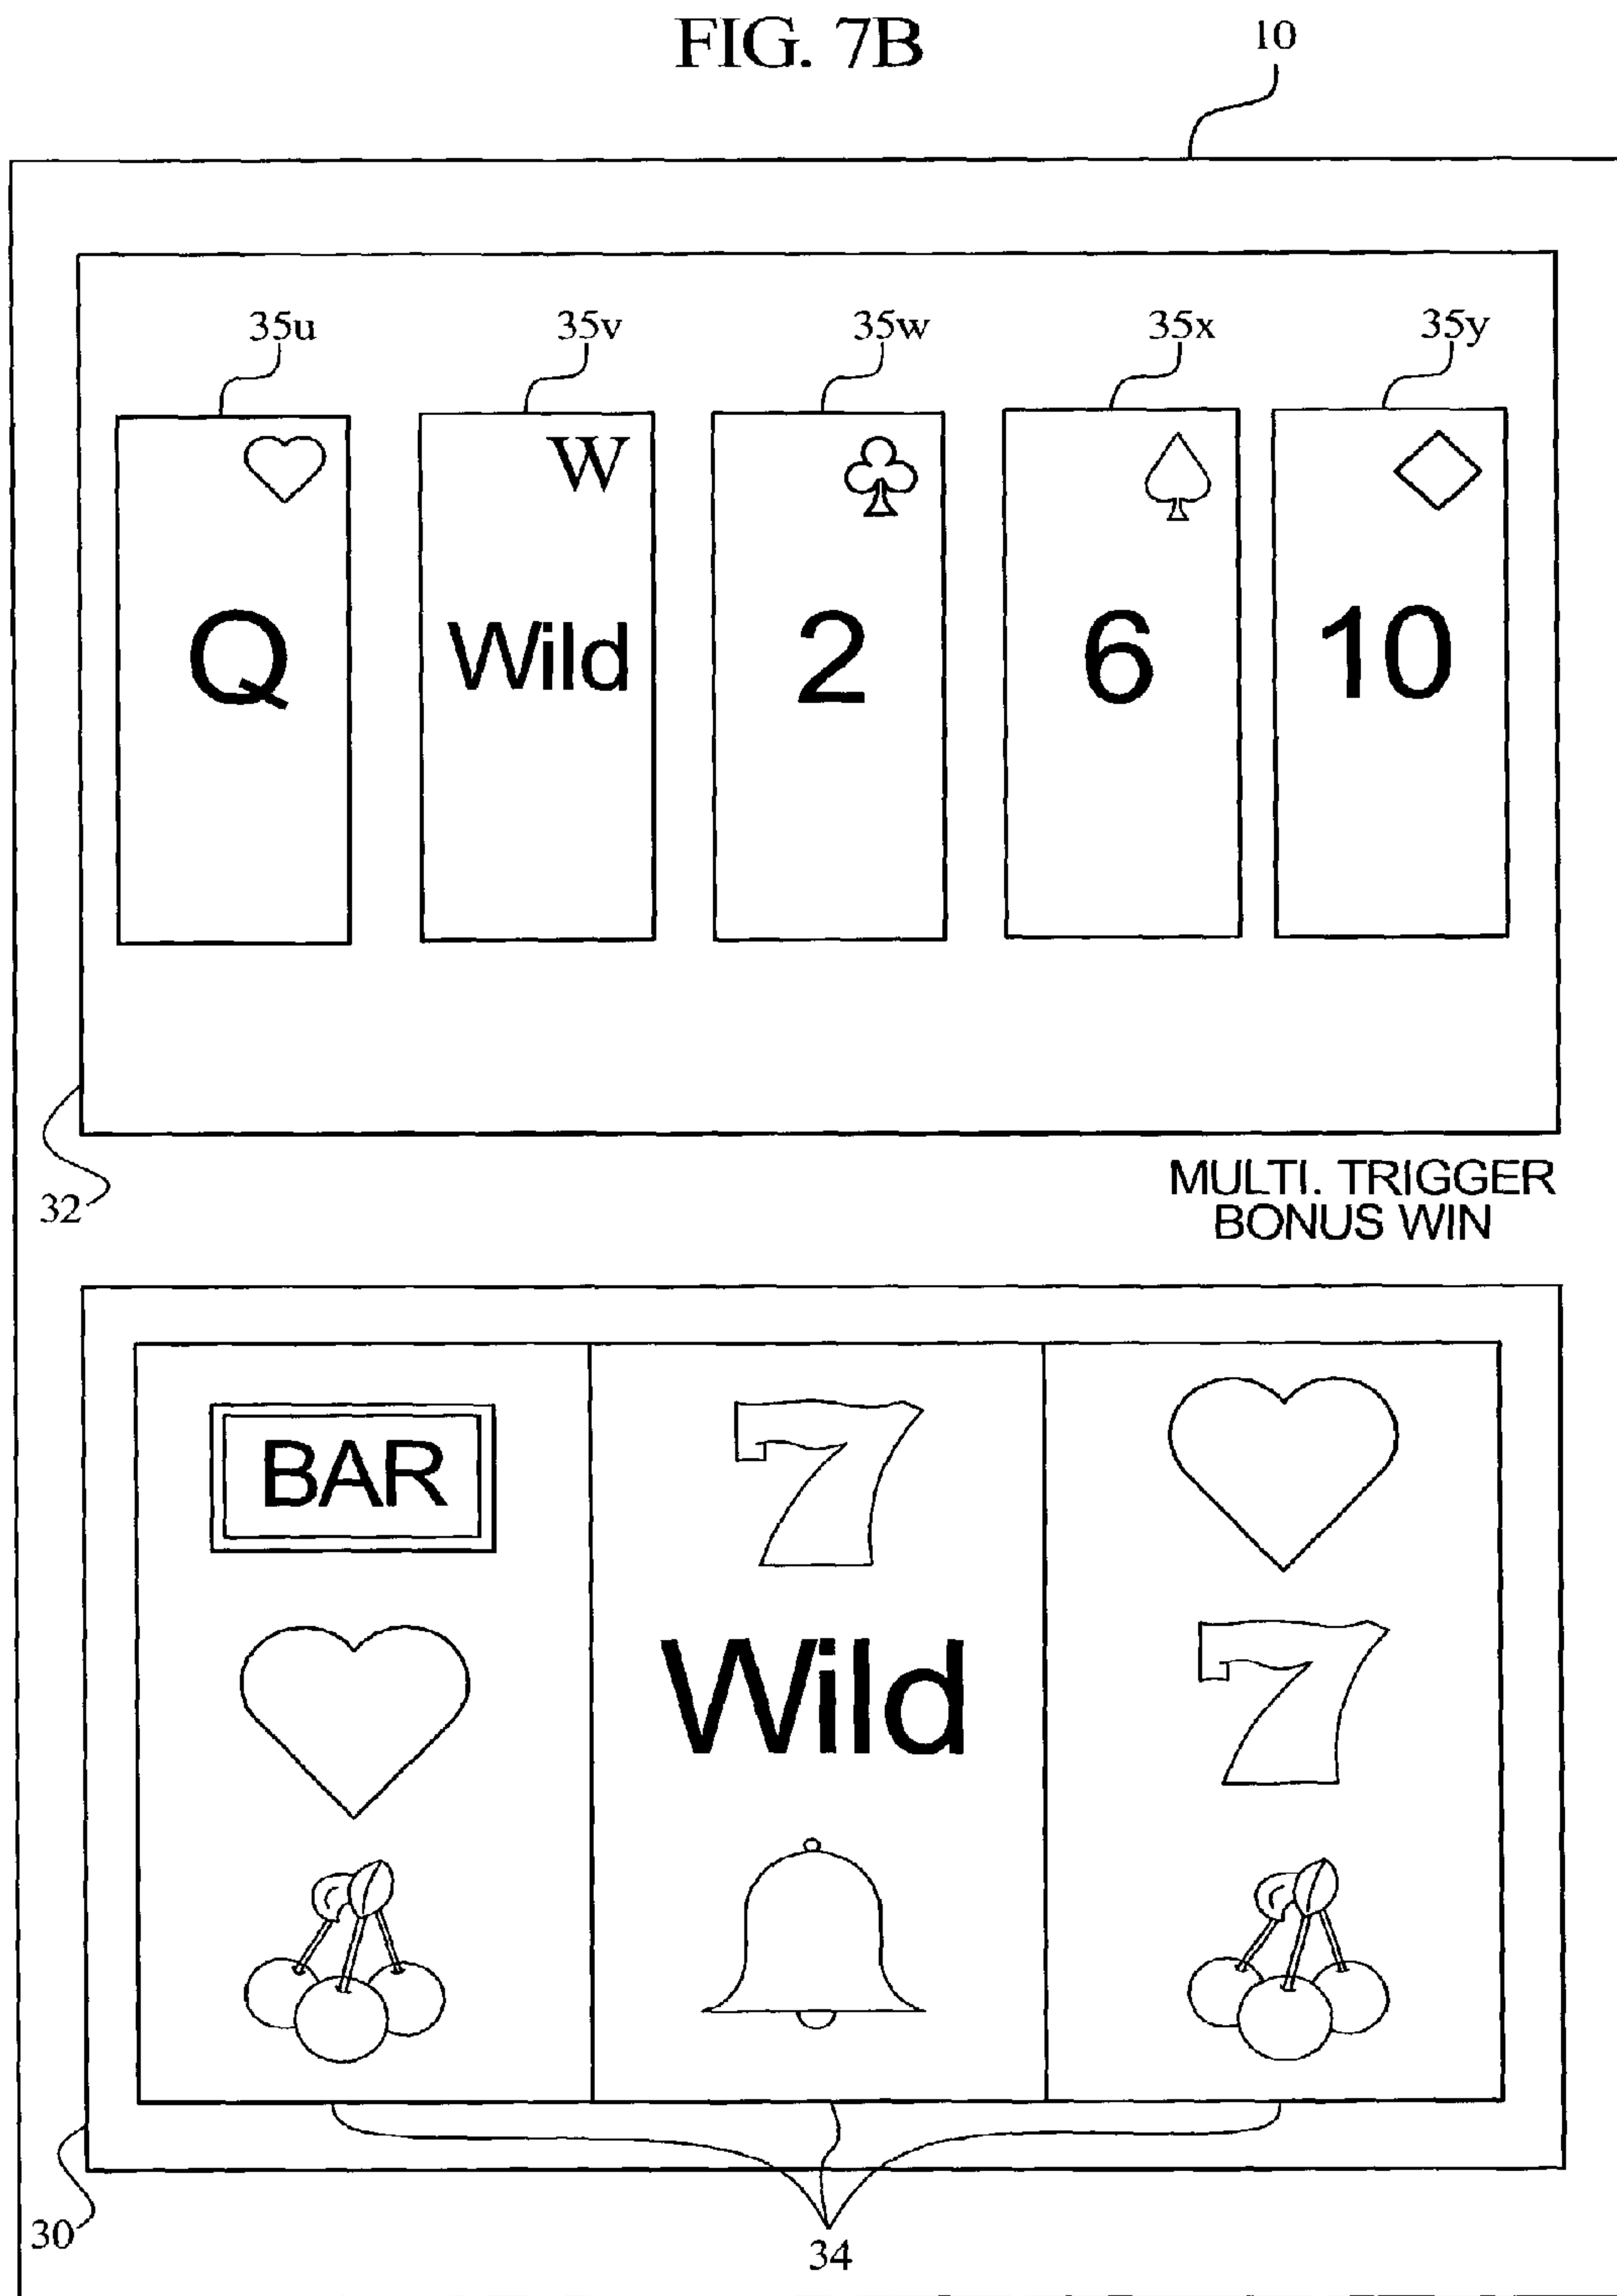 FIG. 7B
10
35u 35v 35w 35x 35y
W
Q Wild 2 6 10
32
MULTI. TRIGGER
BONUS WIN
BAR 7
Wild 7
30
34